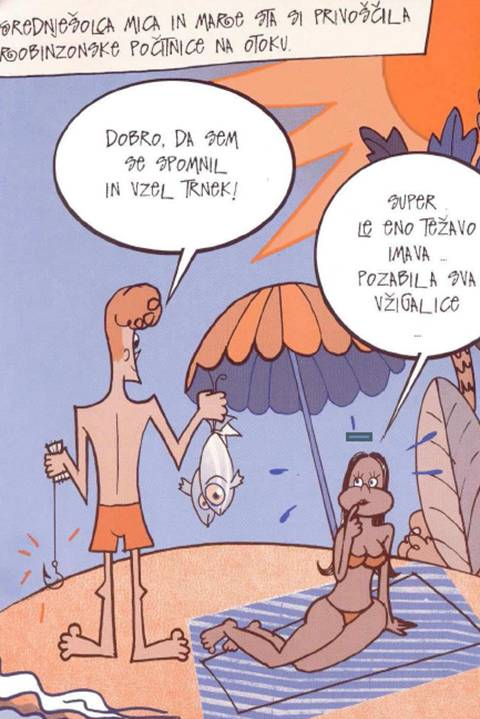 SREDNJEŠOLCA MICA IN MARE STA SI PRIVOŠČILA
ROBINZONSKE POČITNICE NA OTOKU.
DOBRO, DA SEM
SE SPOMNIL
IN VZEL TRNEK!
SUPER
LE ENO TEŽAVO
IMAVA ...
POZABILA SVA
VŽIGALICE
...